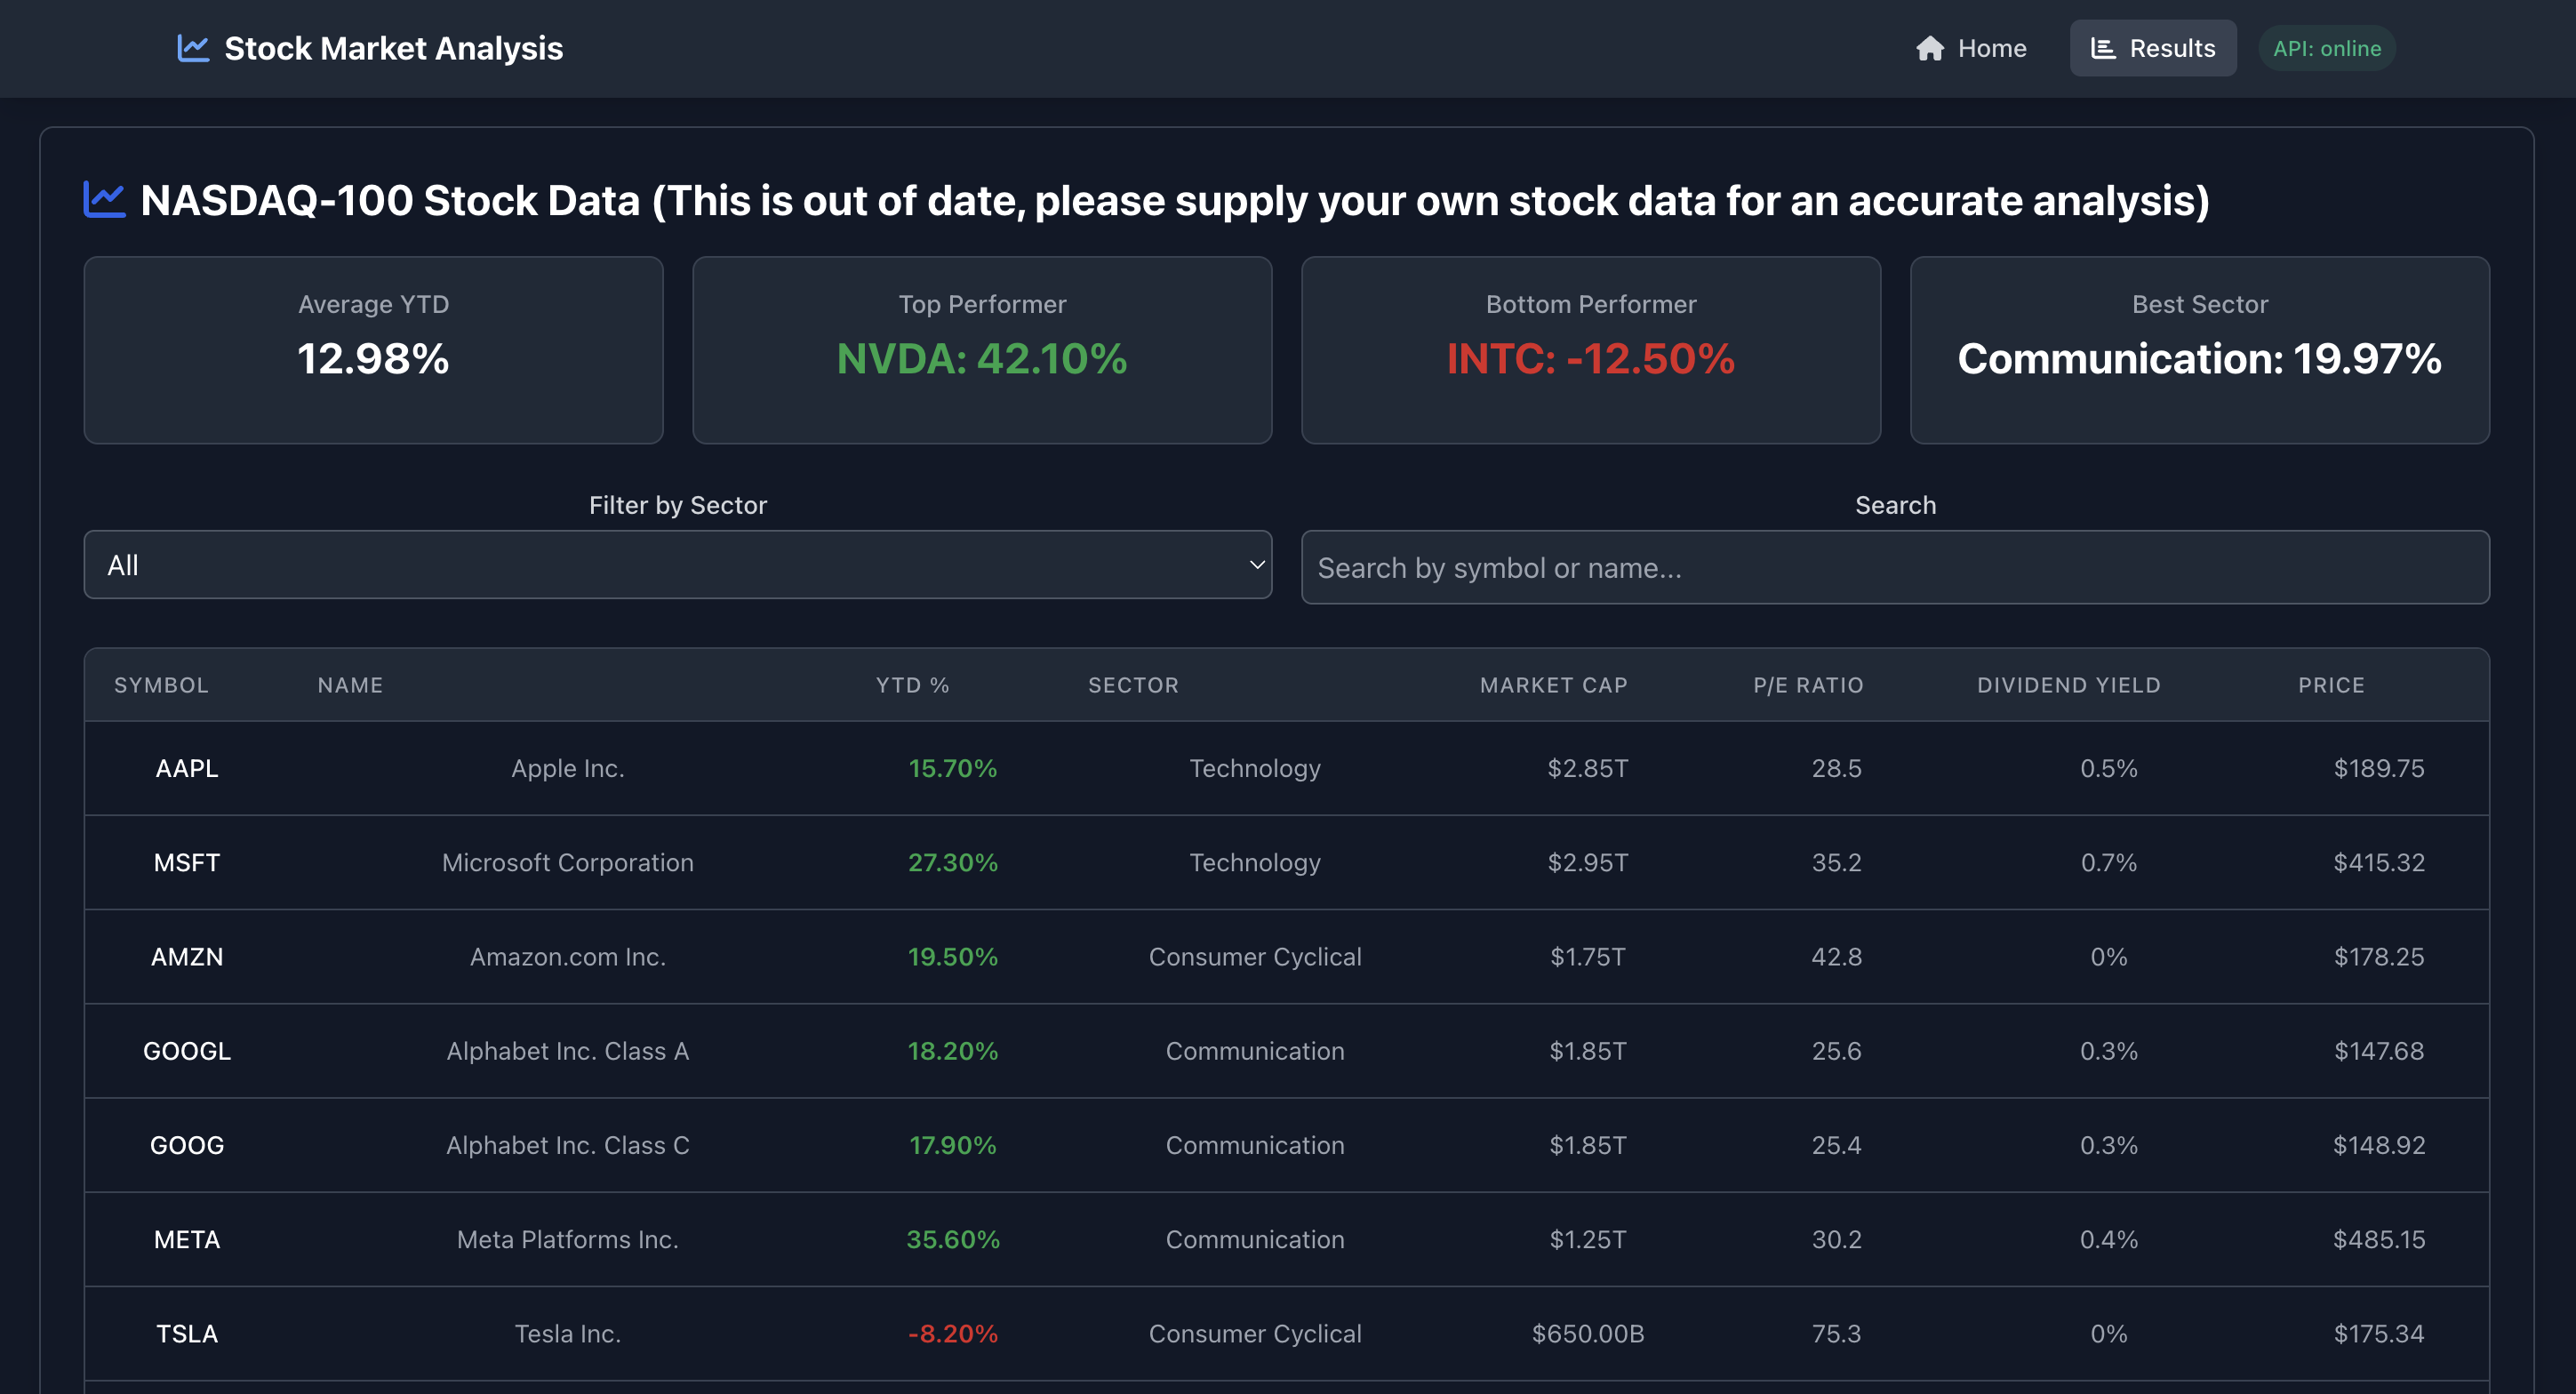 Stock Market Analysis
Home
Results
API: online
NASDAQ-100 Stock Data (This is out of date, please supply your own stock data for an accurate analysis)
Average YTD
12.98%
Top Performer
NVDA: 42.10%
Bottom Performer
INTC: -12.50%
Best Sector
Communication: 19.97%
Filter by Sector
All
Search
Search by symbol or name...
SYMBOL NAME YTD % SECTOR MARKET CAP P/E RATIO DIVIDEND YIELD PRICE
AAPL Apple Inc. 15.70% Technology $2.85T 28.5 0.5% $189.75
MSFT Microsoft Corporation 27.30% Technology $2.95T 35.2 0.7% $415.32
AMZN Amazon.com Inc. 19.50% Consumer Cyclical $1.75T 42.8 0% $178.25
GOOGL Alphabet Inc. Class A 18.20% Communication $1.85T 25.6 0.3% $147.68
GOOG Alphabet Inc. Class C 17.90% Communication $1.85T 25.4 0.3% $148.92
META Meta Platforms Inc. 35.60% Communication $1.25T 30.2 0.4% $485.15
TSLA Tesla Inc. -8.20% Consumer Cyclical $650.00B 75.3 0% $175.34